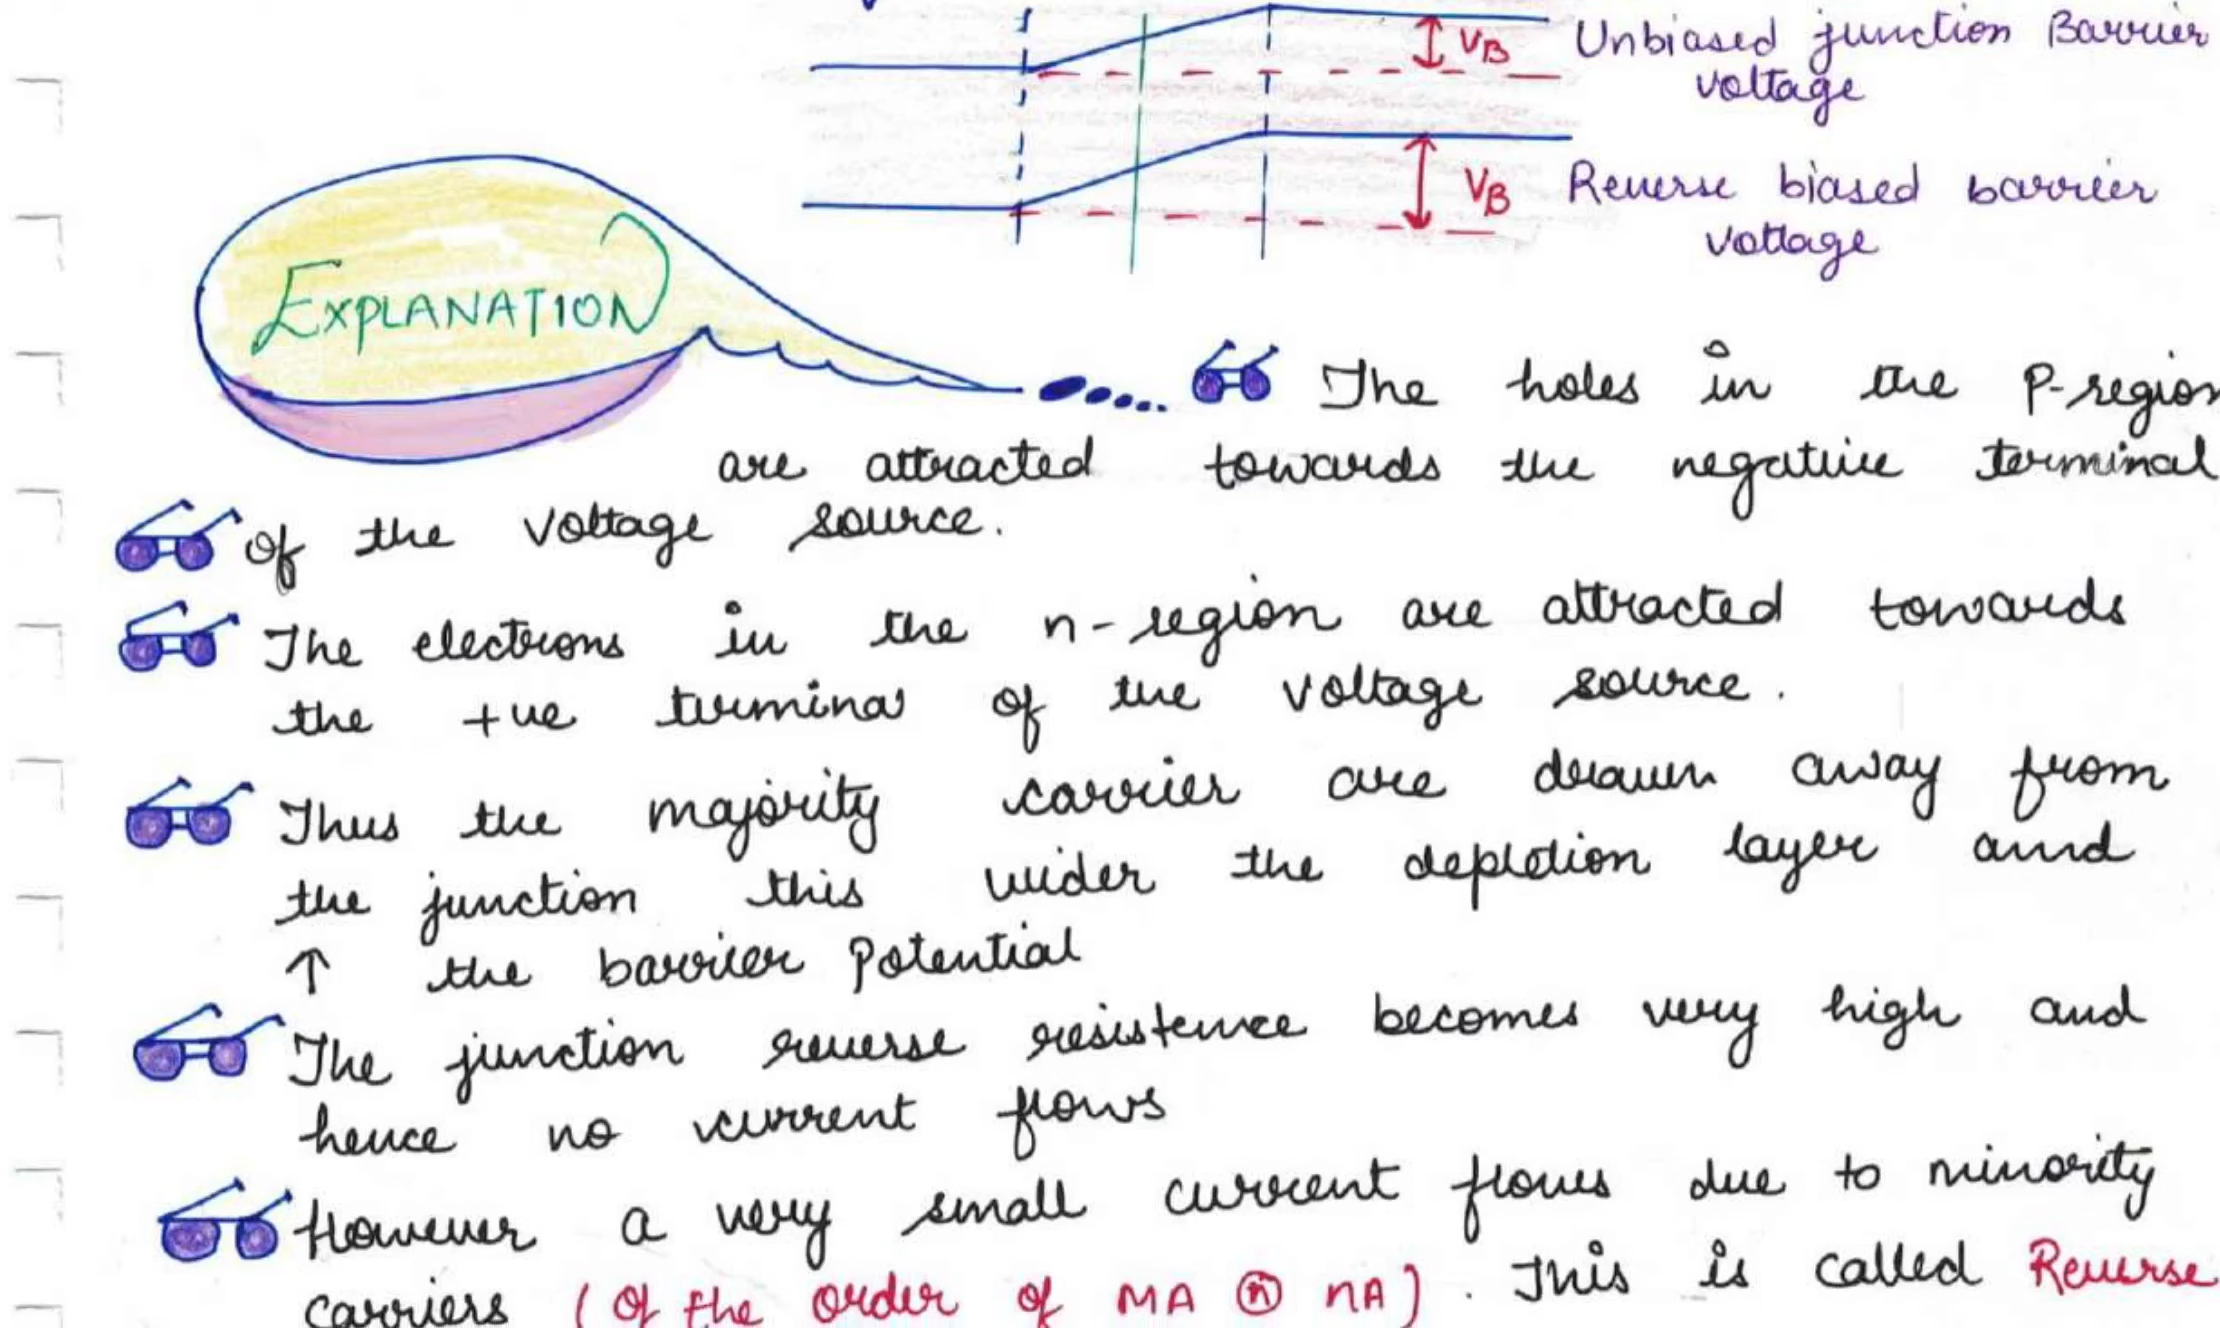 VB Unbiased junction Barrier
voltage
VB Reverse biased barrier
voltage
EXPLANATION
The holes in the P-region
are attracted towards the negative terminal
of the voltage source.
The electrons in the n-region are attracted towards
the +ve terminal of the voltage source.
Thus the majority carrier are drawn away from
the junction this wider the depletion layer and
↑ the barrier potential
The junction reverse resistence becomes very high and
hence no current flows
However a very small current flows due to minority
carriers (of the order of MA nA). This is called Reverse